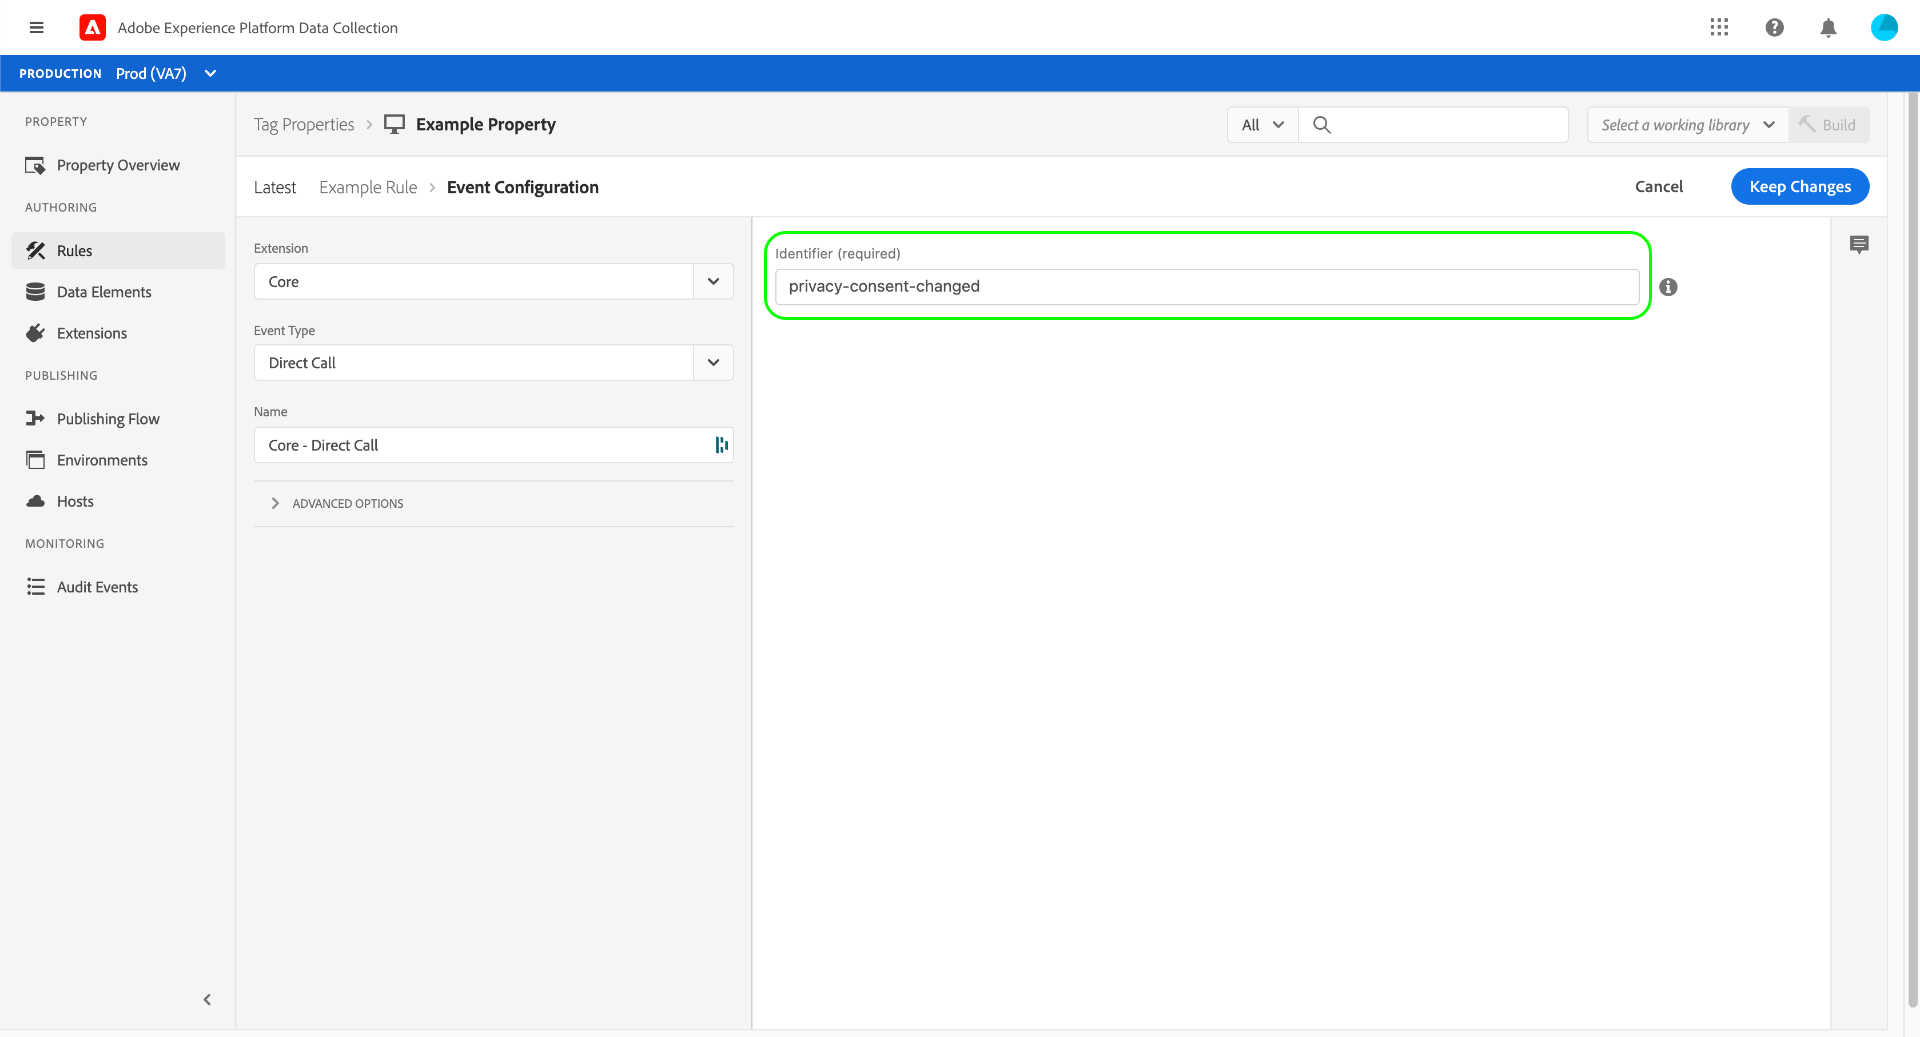 Adobe Experience Platform Data Collection
PRODUCTION Prod (VA7)
PROPERTY
Property Overview
AUTHORING
Rules
Data Elements
Extensions
PUBLISHING
Publishing Flow
Environments
Hosts
MONITORING
Audit Events
Tag Properties > Example Property
All
Select a working library
Build
Latest Example Rule > Event Configuration
Cancel
Keep Changes
Extension
Core
Event Type
Direct Call
Name
Core - Direct Call
ADVANCED OPTIONS
Identifier (required)
privacy-consent-changed